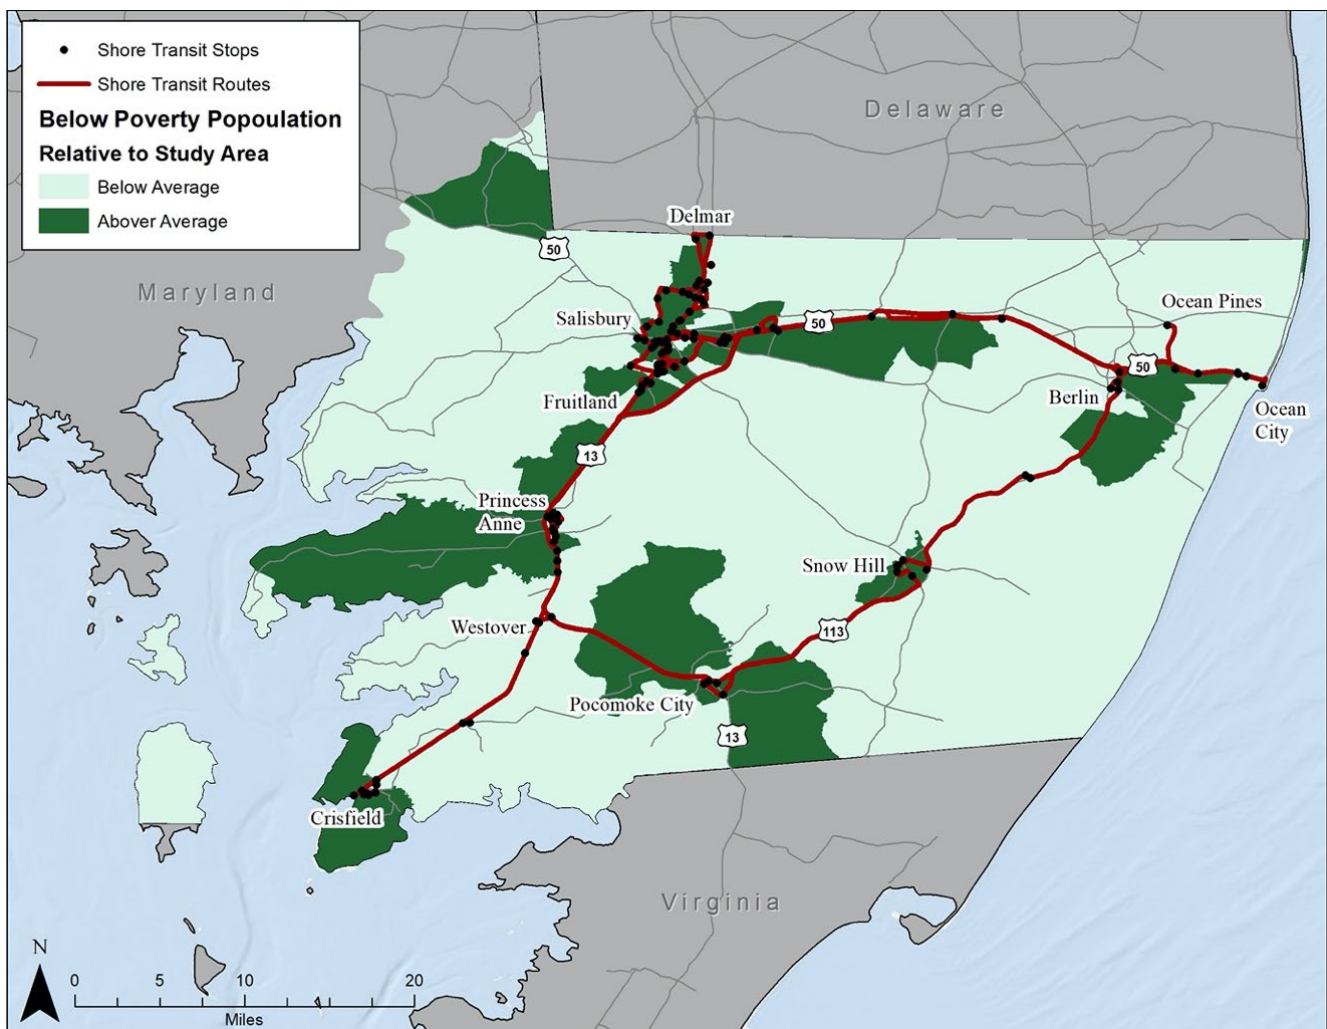 Shore Transit Stops
Shore Transit Routes
Below Poverty Popoulation
Relative to Study Area
Below Average
Abover Average
Delaware
Delmar
50
Maryland
Ocean Pines
Salisbury
50
50
Berlin
Fruitland
Ocean
City
13
Princess
Anne
Snow Hill
Westover
113
Pocomoke City
13
Crisfield
Virginia
N
0 5 10 20
Miles